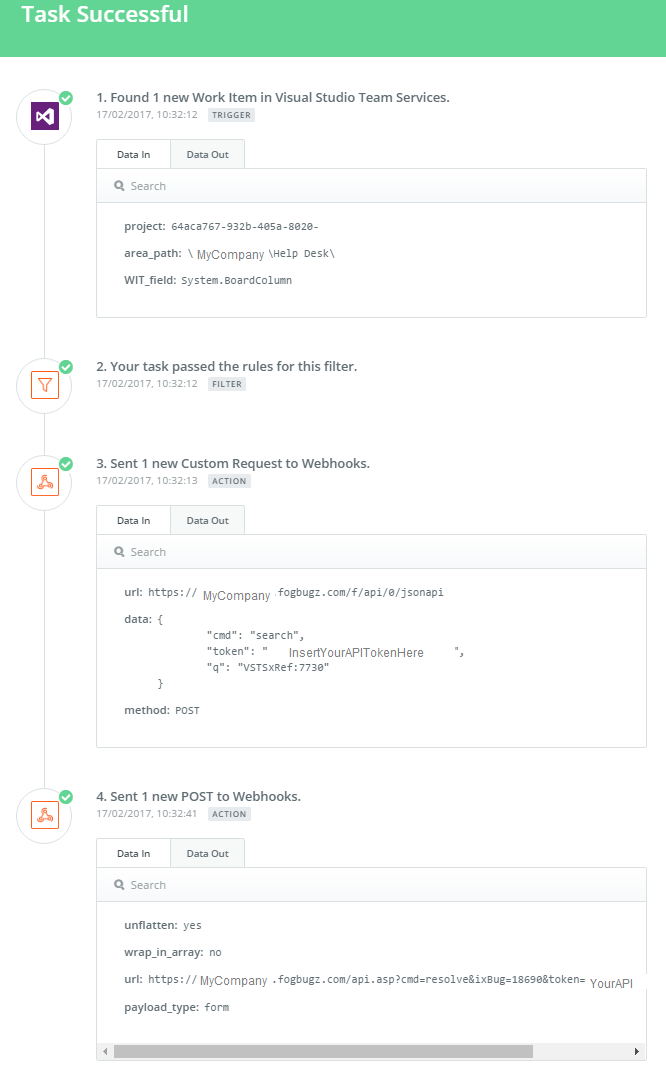 Task Successful
1. Found 1 new Work Item in Visual Studio Team Services.
17/02/2017, 10:32:12 TRIGGER
Data In Data Out
Search
project: 64aca767-932b-405a-8020-
area_path: \ MyCompany \Help Desk\
WIT_field: System.BoardColumn
2. Your task passed the rules for this filter.
17/02/2017, 10:32:12 FILTER
3. Sent 1 new Custom Request to Webhooks.
17/02/2017, 10:32:13 ACTION
Data In Data Out
Search
url: https:// MyCompany .fogbugz.com/f/api/0/jsonapi
data: {
"cmd": "search",
"token": " InsertYourAPITokenHere ",
"q": "VSTSxRef:7730"
}
method: POST
4. Sent 1 new POST to Webhooks.
17/02/2017, 10:32:41 ACTION
Data In Data Out
Search
unflatten: yes
wrap_in_array: no
url: https:// MyCompany .fogbugz.com/api.asp?cmd=resolve&ixBug=18690&token= YourAPI
payload_type: form